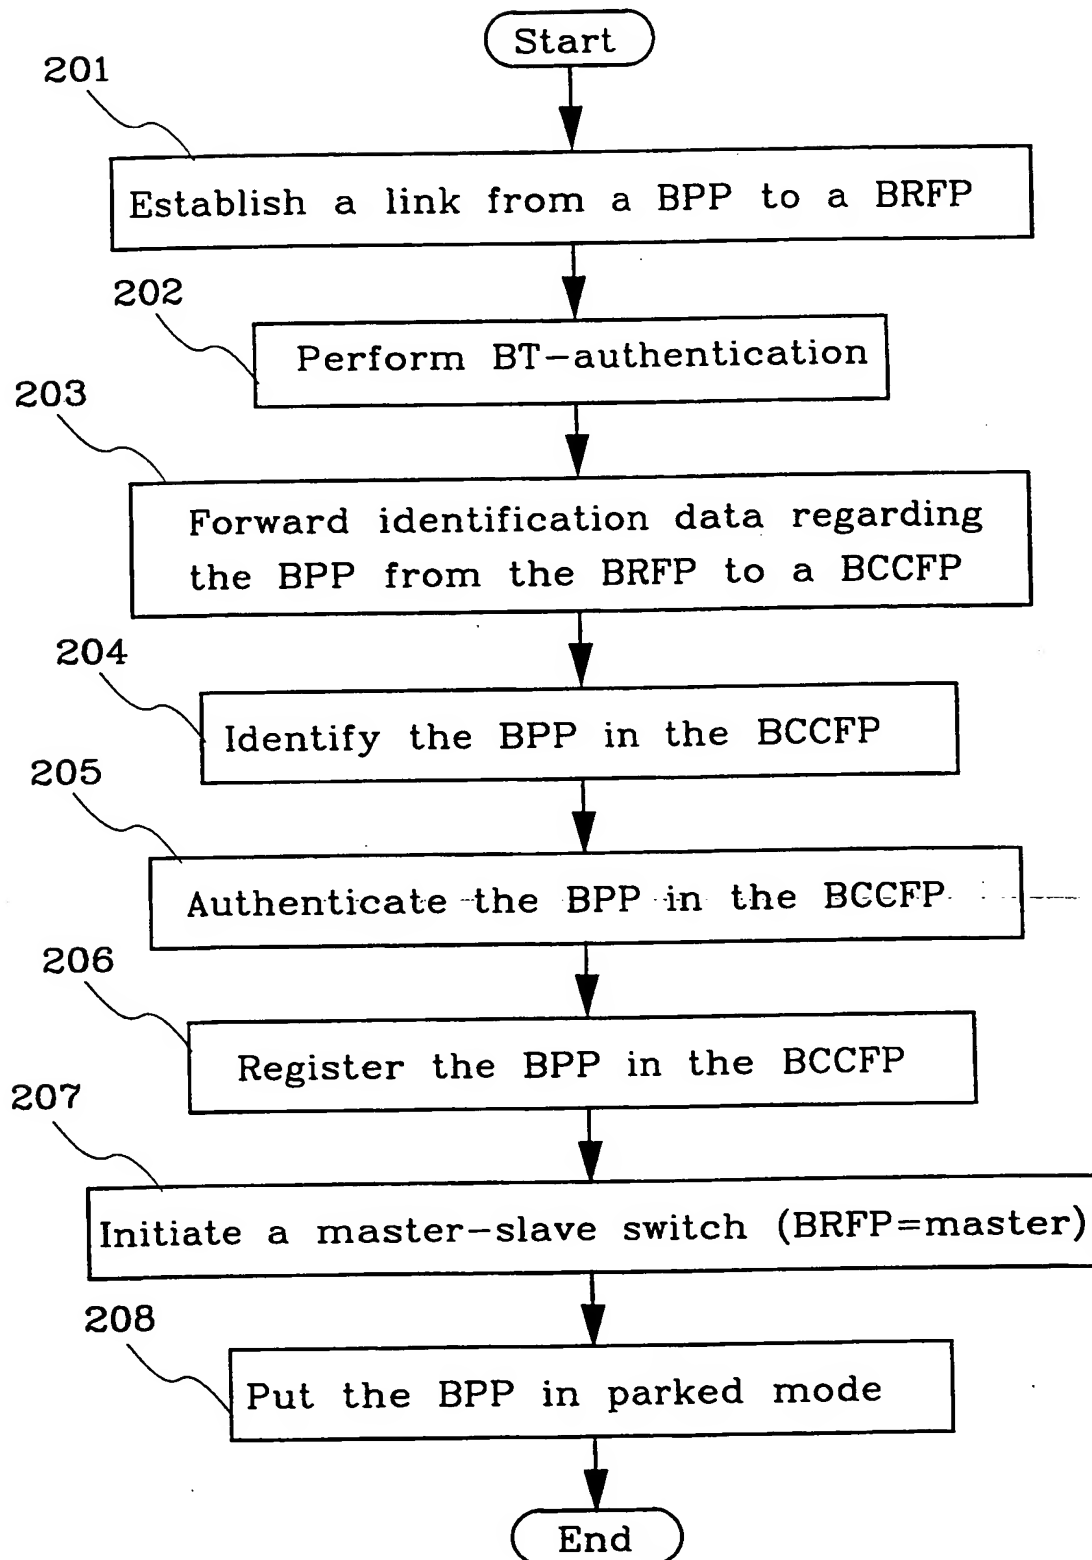 Start
201
Establish a link from a BPP to a BRFP
202
Perform BT-authentication
203
Forward identification data regarding
the BPP from the BRFP to a BCCFP
204
Identify the BPP in the BCCFP
205
Authenticate the BPP in the BCCFP
206
Register the BPP in the BCCFP
207
Initiate a master-slave switch (BRFP=master)
208
Put the BPP in parked mode
End